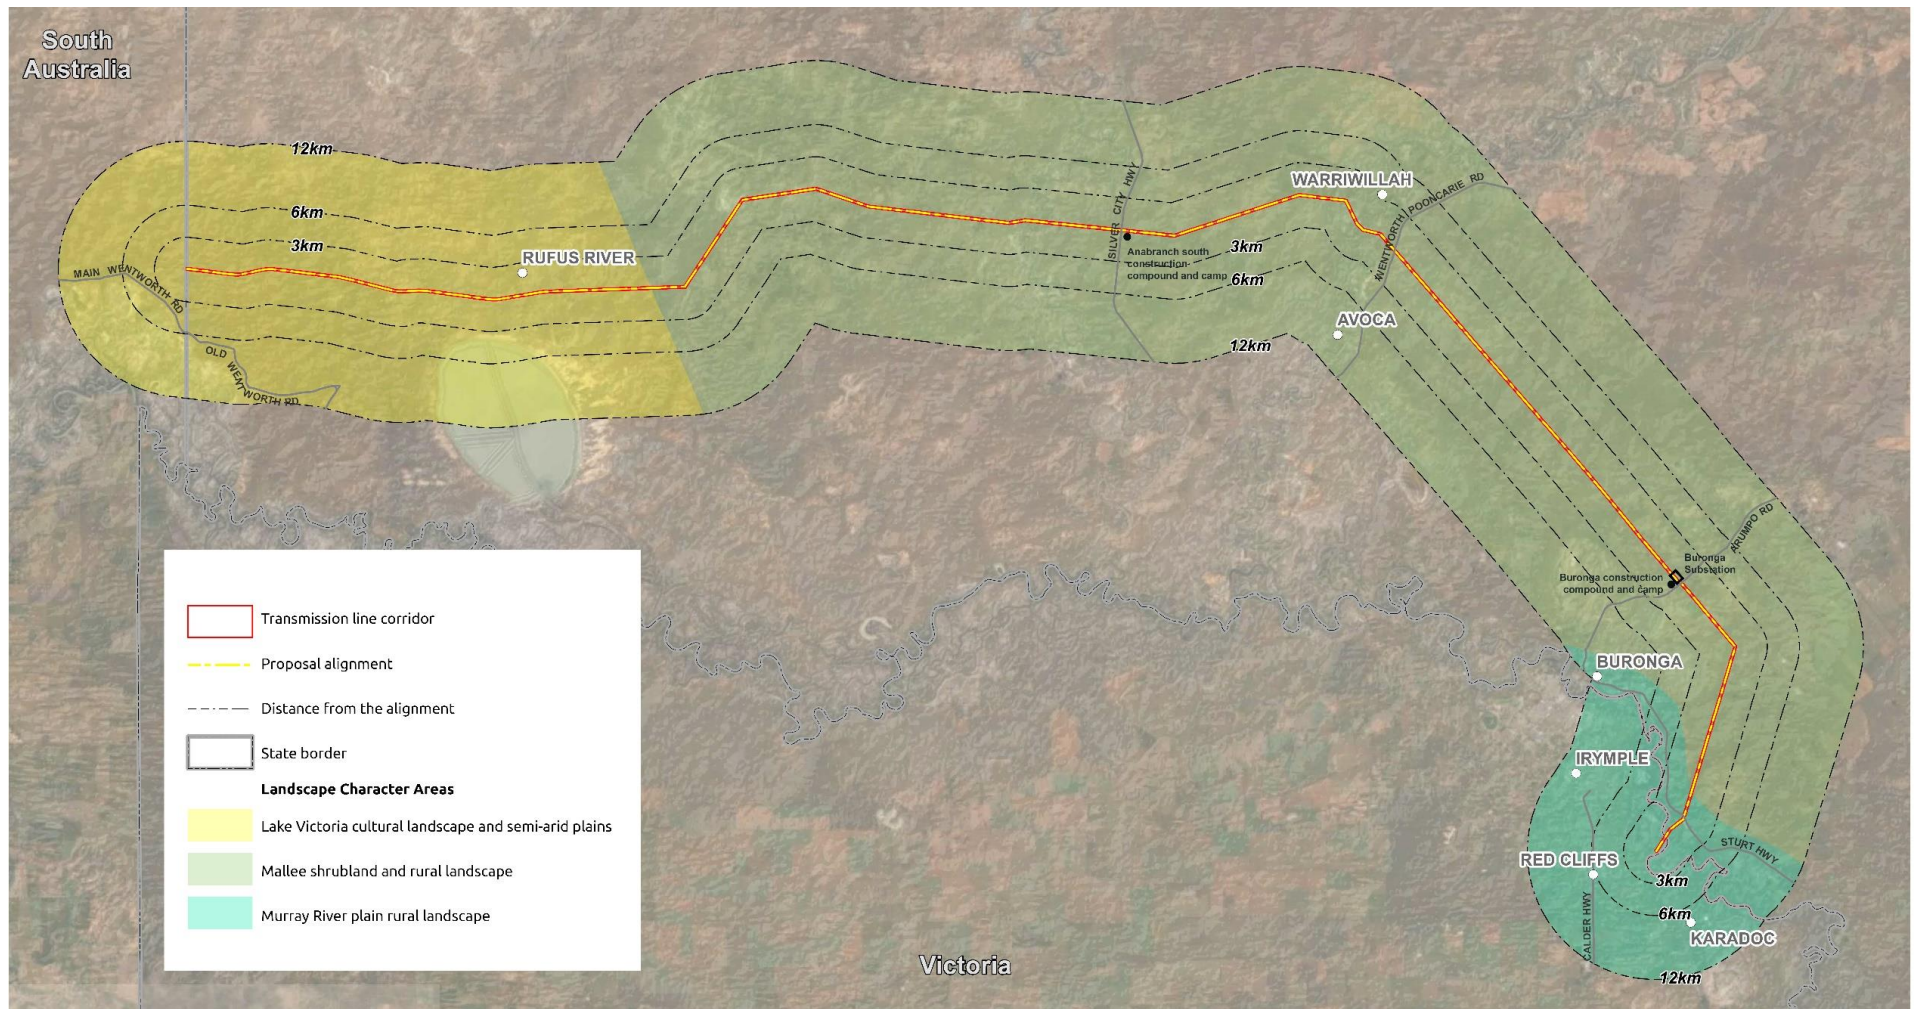 South
Australia
12km
6km
3km
MAIN WENTWORTH RD
OLD WENTWORTH RD
RUFUS RIVER
SILVER CITY HWY
Anabranch south
construction
compound and camp
WARRIWILLAH
WENTWORTH POONCARIE RD
3km
6km
AVOCA
12km
ARUMPO RD
Buronga
Substation
Buronga construction
compound and camp
BURONGA
IRYMPLE
RED CLIFFS
STURT HWY
3km
6km
KARADOC
CALDER HWY
12km
Victoria
Transmission line corridor
Proposal alignment
Distance from the alignment
State border
Landscape Character Areas
Lake Victoria cultural landscape and semi-arid plains
Mallee shrubland and rural landscape
Murray River plain rural landscape